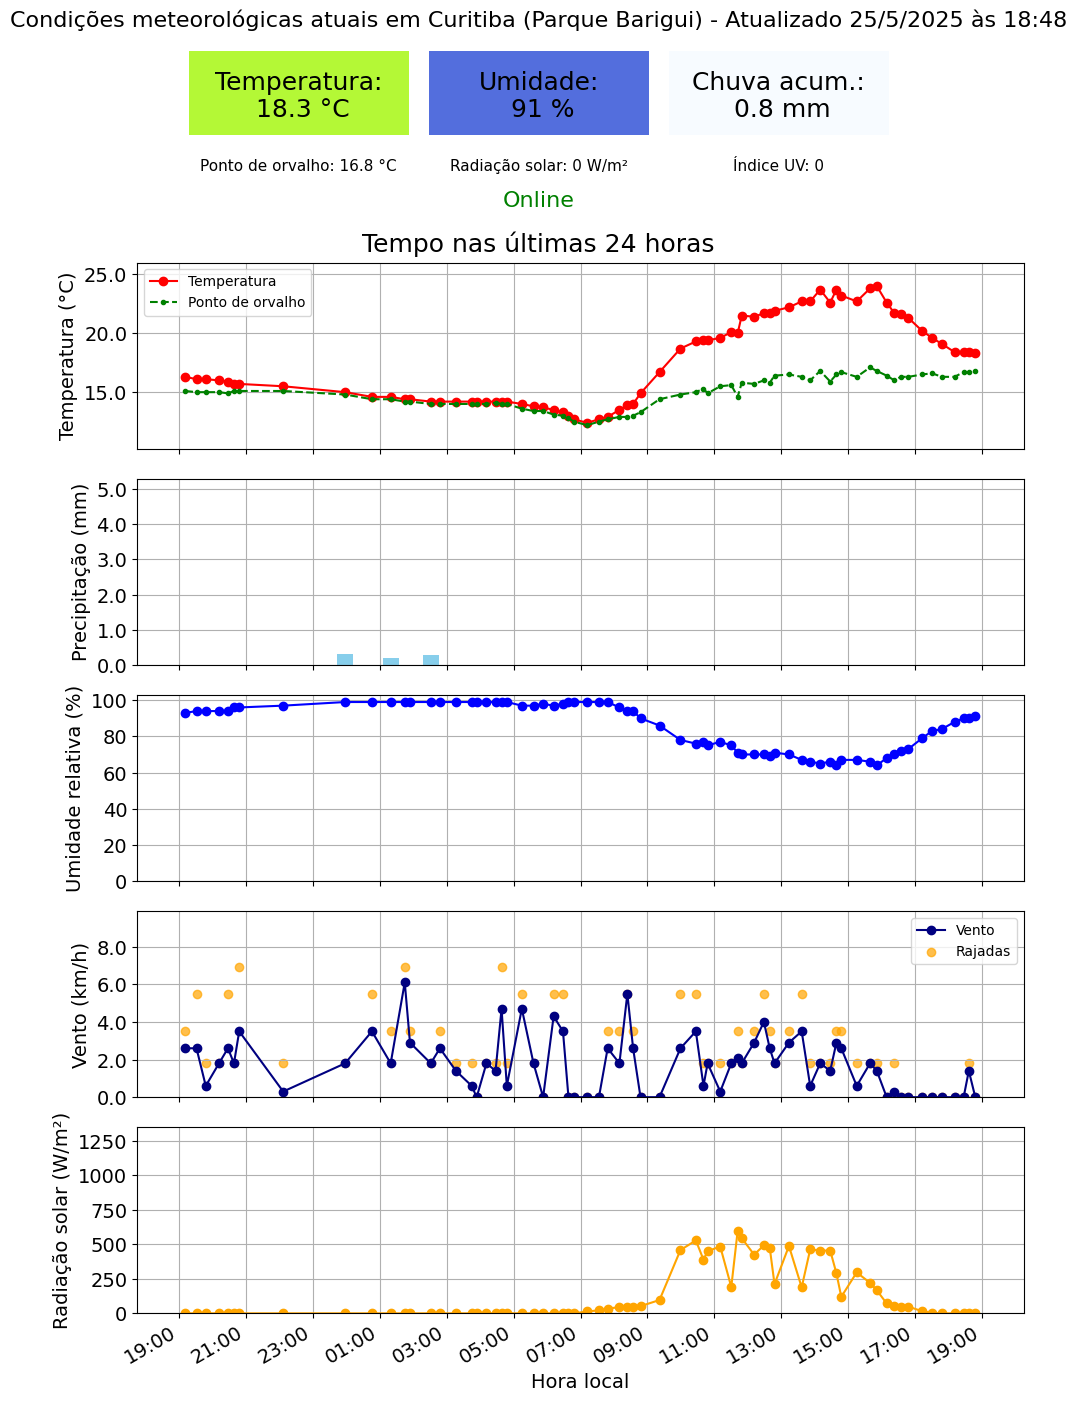 Condições meteorológicas atuais em Curitiba (Parque Barigui) - Atualizado 25/5/2025 às 18:48
Temperatura:
18.3 °C
Umidade:
91 %
Chuva acum.:
0.8 mm
Ponto de orvalho: 16.8 °C
Radiação solar: 0 W/m²
Índice UV: 0
Online
Tempo nas últimas 24 horas
Temperatura (°C)
25.0
20.0
15.0
Temperatura
Ponto de orvalho
Precipitação (mm)
5.0
4.0
3.0
2.0
1.0
0.0
Umidade relativa (%)
100
80
60
40
20
0
Vento (km/h)
8.0
6.0
4.0
2.0
0.0
Vento
Rajadas
Radiação solar (W/m²)
1250
1000
750
500
250
0
19:00
21:00
23:00
01:00
03:00
05:00
07:00
09:00
11:00
13:00
15:00
17:00
19:00
Hora local